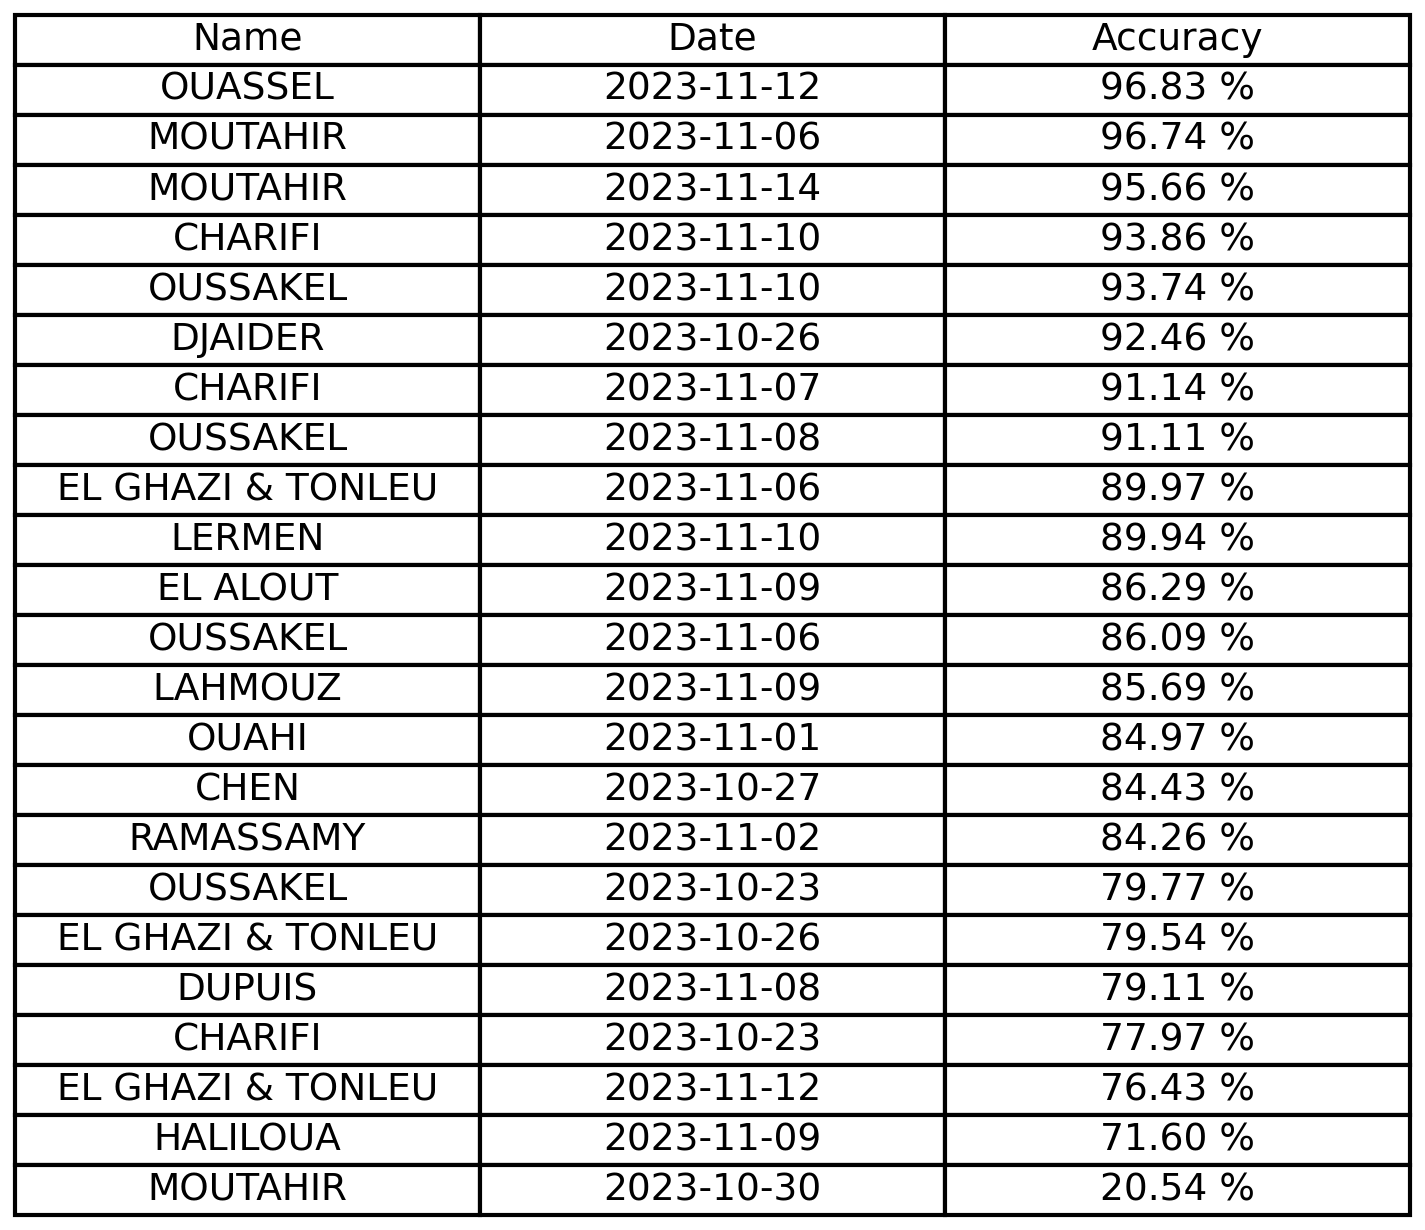 Name Date Accuracy
OUASSEL 2023-11-12 96.83 %
MOUTAHIR 2023-11-06 96.74 %
MOUTAHIR 2023-11-14 95.66 %
CHARIFI 2023-11-10 93.86 %
OUSSAKEL 2023-11-10 93.74 %
DJAIDER 2023-10-26 92.46 %
CHARIFI 2023-11-07 91.14 %
OUSSAKEL 2023-11-08 91.11 %
EL GHAZI & TONLEU 2023-11-06 89.97 %
LERMEN 2023-11-10 89.94 %
EL ALOUT 2023-11-09 86.29 %
OUSSAKEL 2023-11-06 86.09 %
LAHMOUZ 2023-11-09 85.69 %
OUAHI 2023-11-01 84.97 %
CHEN 2023-10-27 84.43 %
RAMASSAMY 2023-11-02 84.26 %
OUSSAKEL 2023-10-23 79.77 %
EL GHAZI & TONLEU 2023-10-26 79.54 %
DUPUIS 2023-11-08 79.11 %
CHARIFI 2023-10-23 77.97 %
EL GHAZI & TONLEU 2023-11-12 76.43 %
HALILOUA 2023-11-09 71.60 %
MOUTAHIR 2023-10-30 20.54 %